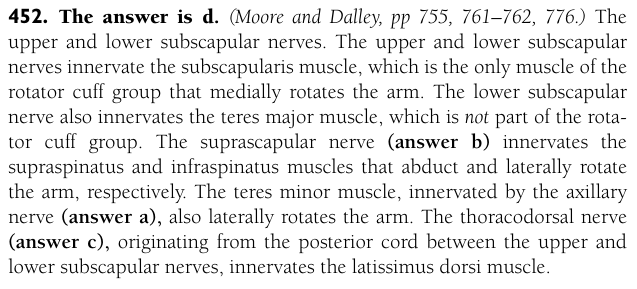 452. The answer is d. (Moore and Dalley, pp 755, 761–762, 776.) The
upper and lower subscapular nerves. The upper and lower subscapular
nerves innervate the subscapularis muscle, which is the only muscle of the
rotator cuff group that medially rotates the arm. The lower subscapular
nerve also innervates the teres major muscle, which is not part of the rota-
tor cuff group. The suprascapular nerve (answer b) innervates the
supraspinatus and infraspinatus muscles that abduct and laterally rotate
the arm, respectively. The teres minor muscle, innervated by the axillary
nerve (answer a), also laterally rotates the arm. The thoracodorsal nerve
(answer c), originating from the posterior cord between the upper and
lower subscapular nerves, innervates the latissimus dorsi muscle.